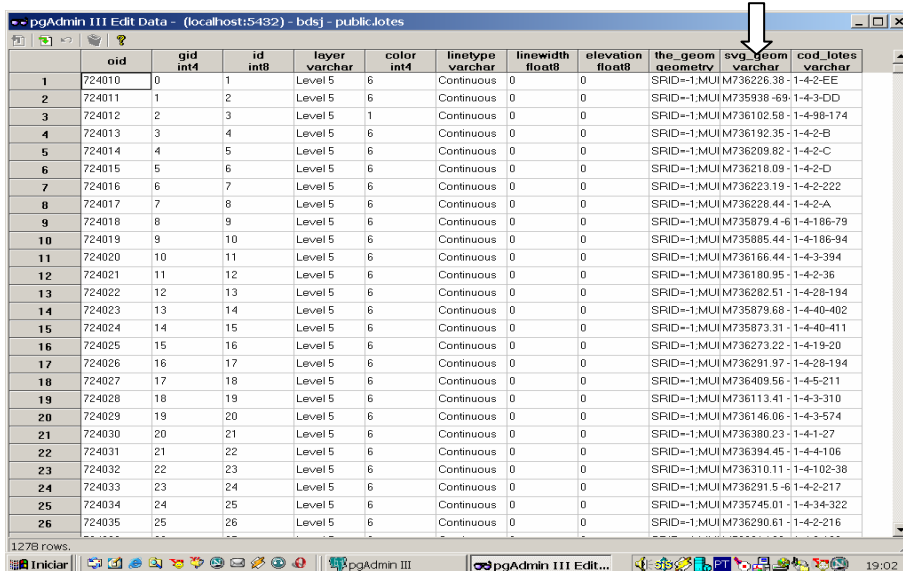 pgAdmin III Edit Data - (localhost:5432) - bdsj - public.lotes
oid gid int4 id int8 layer varchar color int4 linetype varchar linewidth float8 elevation float8 the_geom geometry svg_geom varchar cod_lotes varchar
1 724010 0 1 Level 5 6 Continuous 0 0 SRID=-1;MUI M736226.38 - 1-4-2-EE
2 724011 1 2 Level 5 6 Continuous 0 0 SRID=-1;MUI M735938 -69 1-4-3-DD
3 724012 2 3 Level 5 1 Continuous 0 0 SRID=-1;MUI M736102.58 - 1-4-98-174
4 724013 3 4 Level 5 6 Continuous 0 0 SRID=-1;MUI M736192.35 - 1-4-2-B
5 724014 4 5 Level 5 6 Continuous 0 0 SRID=-1;MUI M736209.82 - 1-4-2-C
6 724015 5 6 Level 5 6 Continuous 0 0 SRID=-1;MUI M736218.09 - 1-4-2-D
7 724016 6 7 Level 5 6 Continuous 0 0 SRID=-1;MUI M736223.19 - 1-4-2-222
8 724017 7 8 Level 5 6 Continuous 0 0 SRID=-1;MUI M736228.44 - 1-4-2-A
9 724018 8 9 Level 5 6 Continuous 0 0 SRID=-1;MUI M735879.4 -6 1-4-186-79
10 724019 9 10 Level 5 6 Continuous 0 0 SRID=-1;MUI M735885.44 - 1-4-186-94
11 724020 10 11 Level 5 6 Continuous 0 0 SRID=-1;MUI M736166.44 - 1-4-3-394
12 724021 11 12 Level 5 6 Continuous 0 0 SRID=-1;MUI M736180.95 - 1-4-2-36
13 724022 12 13 Level 5 6 Continuous 0 0 SRID=-1;MUI M736282.51 - 1-4-28-194
14 724023 13 14 Level 5 6 Continuous 0 0 SRID=-1;MUI M735879.68 - 1-4-40-402
15 724024 14 15 Level 5 6 Continuous 0 0 SRID=-1;MUI M735873.31 - 1-4-40-411
16 724025 15 16 Level 5 6 Continuous 0 0 SRID=-1;MUI M736273.22 - 1-4-19-20
17 724026 16 17 Level 5 6 Continuous 0 0 SRID=-1;MUI M736291.97 - 1-4-28-194
18 724027 17 18 Level 5 6 Continuous 0 0 SRID=-1;MUI M736409.56 - 1-4-5-211
19 724028 18 19 Level 5 6 Continuous 0 0 SRID=-1;MUI M736113.41 - 1-4-3-310
20 724029 19 20 Level 5 6 Continuous 0 0 SRID=-1;MUI M736146.06 - 1-4-3-574
21 724030 20 21 Level 5 6 Continuous 0 0 SRID=-1;MUI M736380.23 - 1-4-1-27
22 724031 21 22 Level 5 6 Continuous 0 0 SRID=-1;MUI M736394.45 - 1-4-4-106
23 724032 22 23 Level 5 6 Continuous 0 0 SRID=-1;MUI M736310.11 - 1-4-102-38
24 724033 23 24 Level 5 6 Continuous 0 0 SRID=-1;MUI M736291.5 -6 1-4-2-217
25 724034 24 25 Level 5 6 Continuous 0 0 SRID=-1;MUI M735745.01 - 1-4-34-322
26 724035 25 26 Level 5 6 Continuous 0 0 SRID=-1;MUI M736290.61 - 1-4-2-216
1278 rows.
Iniciar pgAdmin III pgAdmin III Edit... PT 19:02